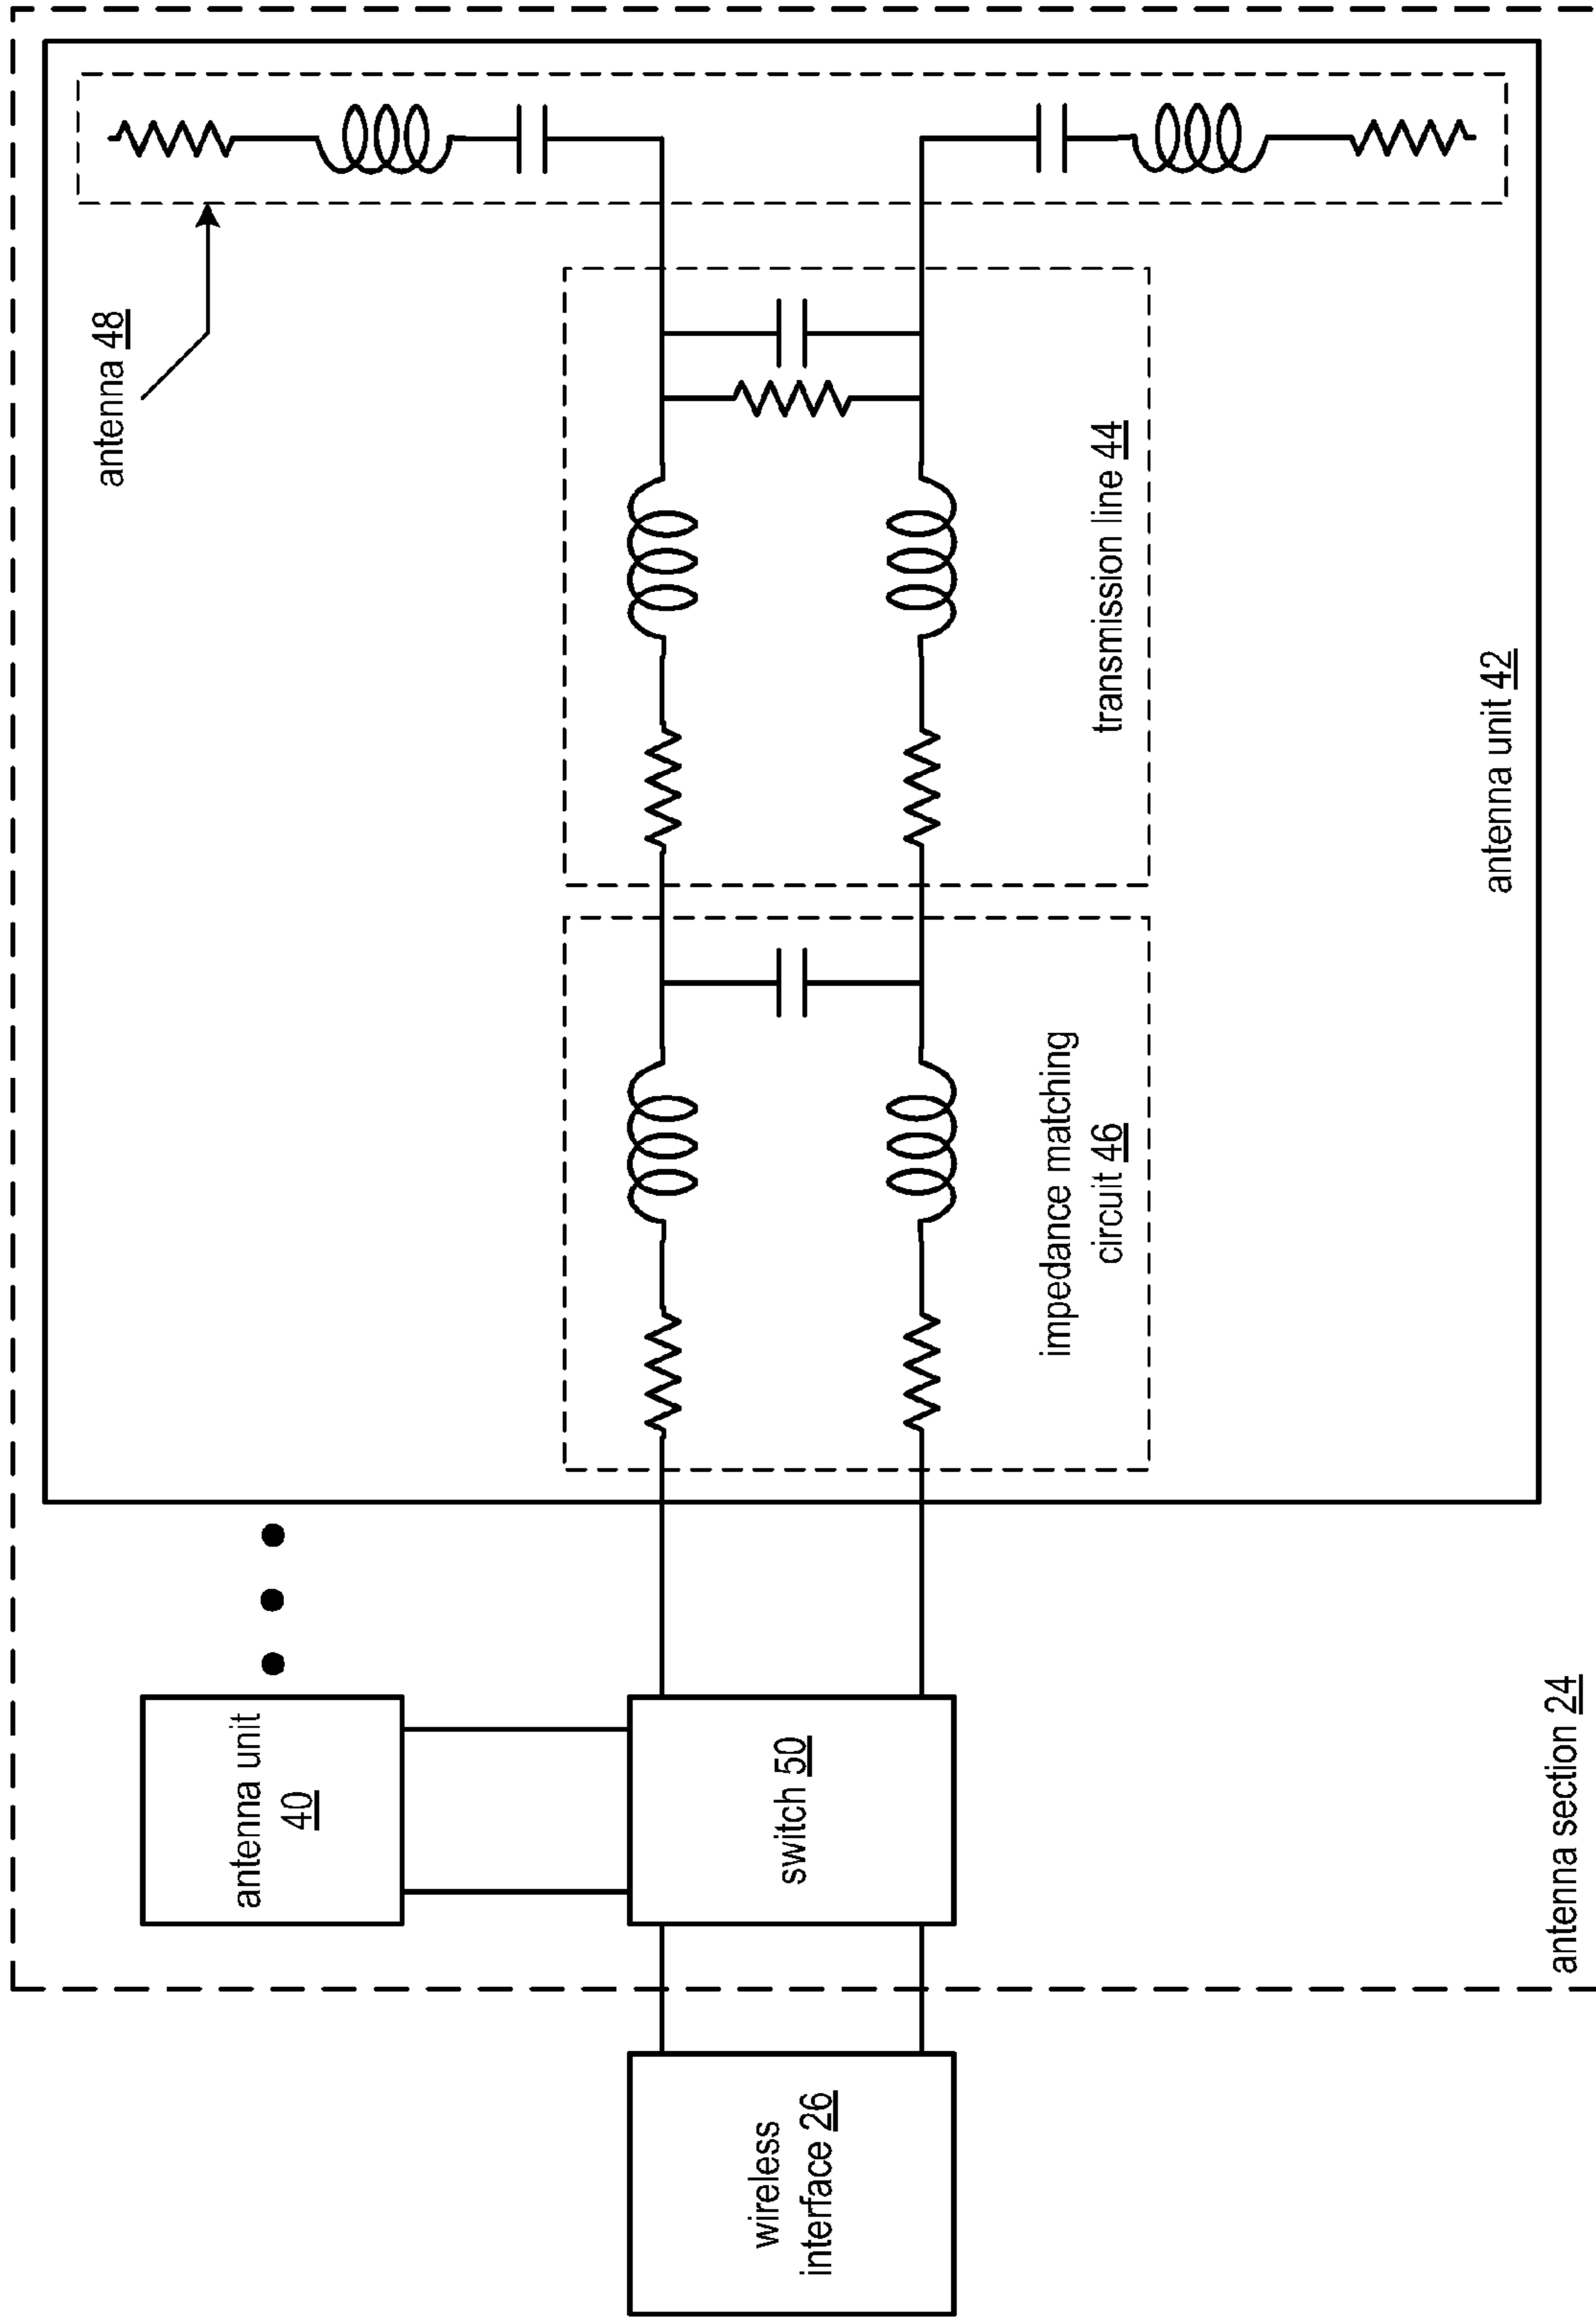 antenna 48
transmission line 44
antenna unit 42
impedance matching
circuit 46
antenna unit
40
switch 50
antenna section 24
wireless
interface 26